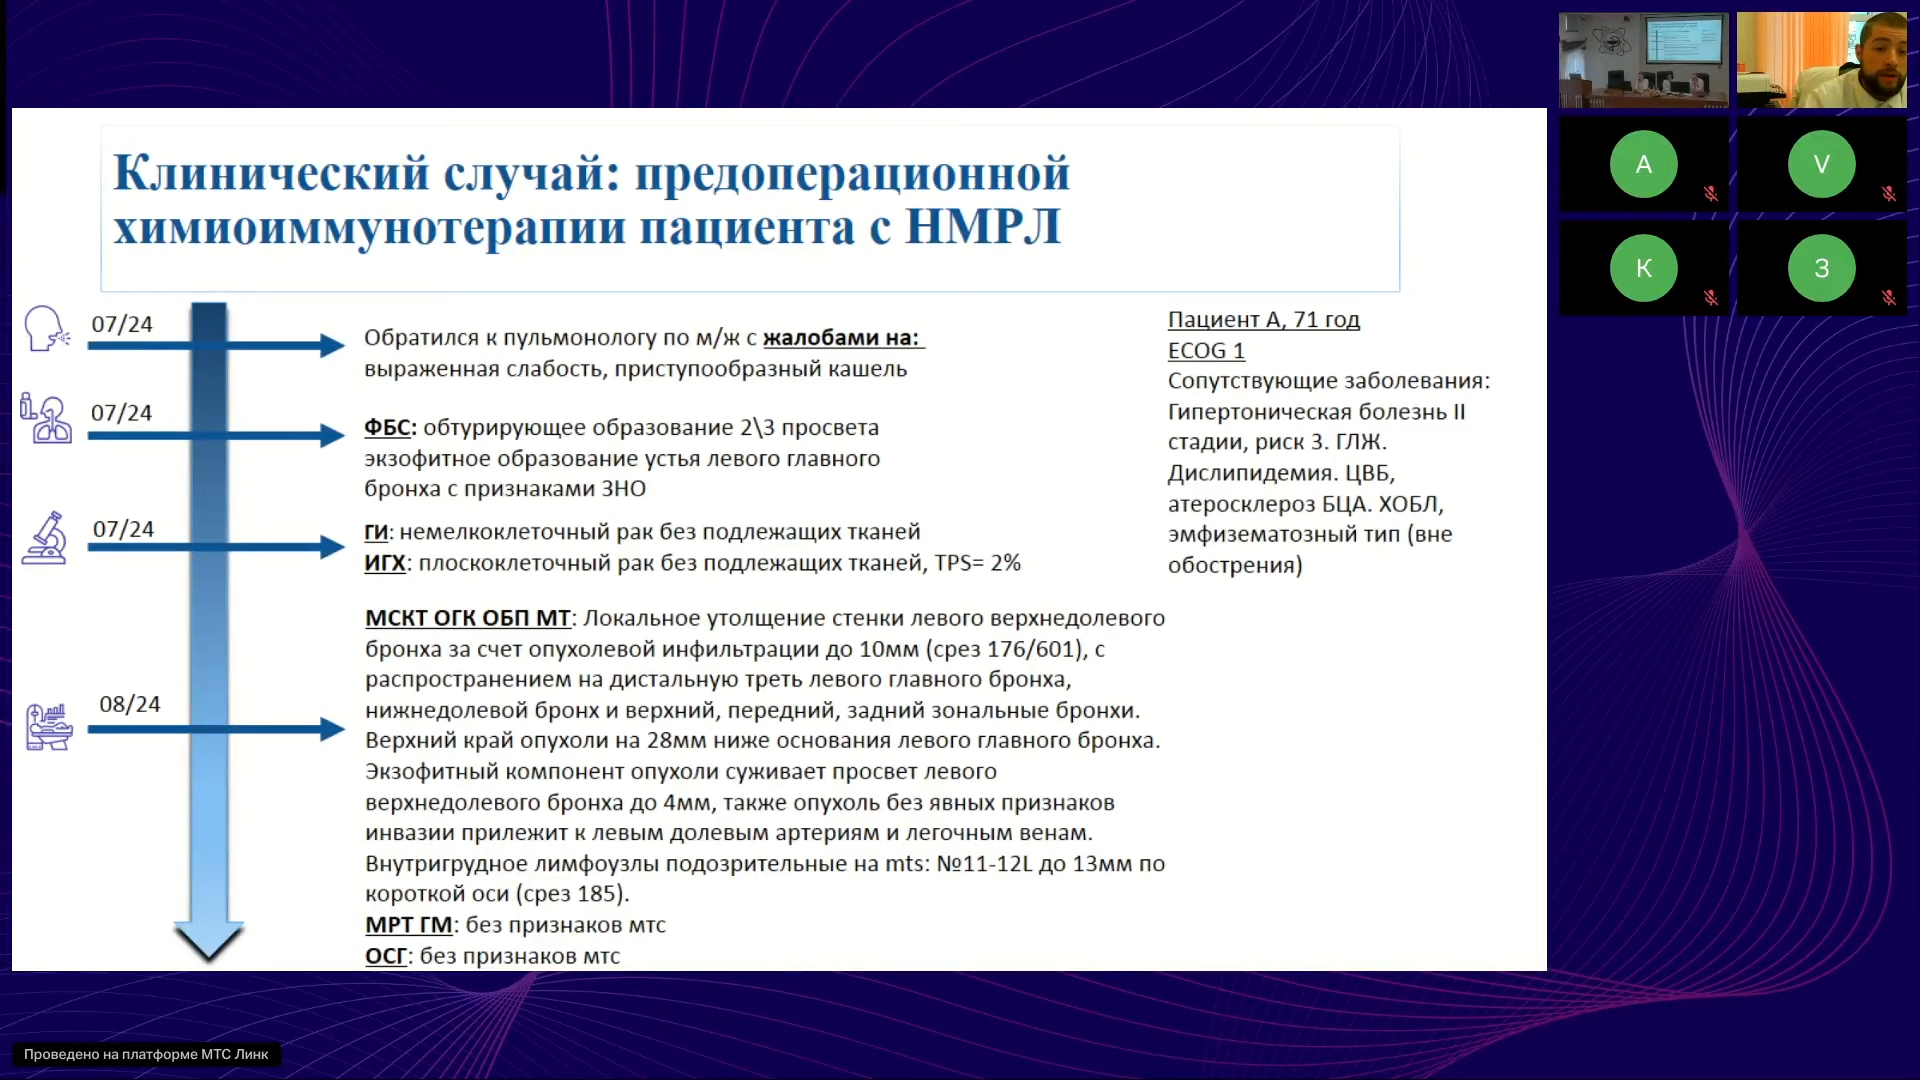 Клинический случай: предоперационной
химиоиммунотерапии пациента с НМРЛ
07/24
Обратился к пульмонологу по м/ж с жалобами на:
выраженная слабость, приступообразный кашель
07/24
ФБС: обтурирующее образование 2\3 просвета
экзофитное образование устья левого главного
бронха с признаками ЗНО
07/24
ГИ: немелкоклеточный рак без подлежащих тканей
ИГХ: плоскоклеточный рак без подлежащих тканей, TPS= 2%
08/24
МСКТ ОГК ОБП МТ: Локальное утолщение стенки левого верхнедолевого
бронха за счет опухолевой инфильтрации до 10мм (срез 176/601), с
распространением на дистальную треть левого главного бронха,
нижнедолевой бронх и верхний, передний, задний зональные бронхи.
Верхний край опухоли на 28мм ниже основания левого главного бронха.
Экзофитный компонент опухоли суживает просвет левого
верхнедолевого бронха до 4мм, также опухоль без явных признаков
инвазии прилежит к левым долевым артериям и легочным венам.
Внутригрудное лимфоузлы подозрительные на mts: №11-12L до 13мм по
короткой оси (срез 185).
МРТ ГМ: без признаков мтс
ОСГ: без признаков мтс
Пациент А, 71 год
ECOG 1
Сопутствующие заболевания:
Гипертоническая болезнь II
стадии, риск 3. ГЛЖ.
Дислипидемия. ЦВБ,
атеросклероз БЦА. ХОБЛ,
эмфизематозный тип (вне
обострения)
A
V
К
З
Проведено на платформе МТС Линк